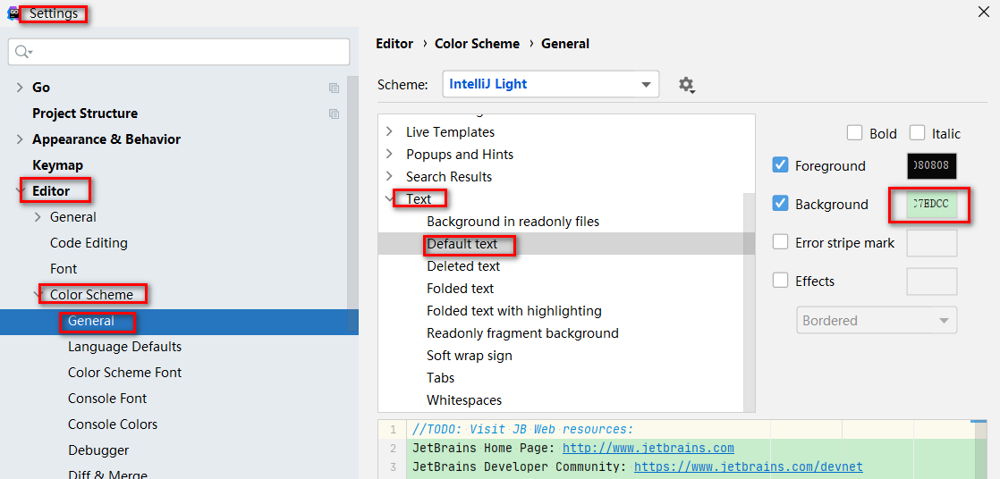 Settings
Go
Project Structure
Appearance & Behavior
Keymap
Editor
General
Code Editing
Font
Color Scheme
General
Language Defaults
Color Scheme Font
Console Font
Console Colors
Debugger
Diff & Merge
Editor › Color Scheme › General
Scheme: IntelliJ Light
Live Templates
Popups and Hints
Search Results
Text
Background in readonly files
Default text
Deleted text
Folded text
Folded text with highlighting
Readonly fragment background
Soft wrap sign
Tabs
Whitespaces
Bold Italic
Foreground 080808
Background C7EDCC
Error stripe mark
Effects
Bordered
1 //TODO: Visit JB Web resources:
2 JetBrains Home Page: http://www.jetbrains.com
3 JetBrains Developer Community: https://www.jetbrains.com/devnet